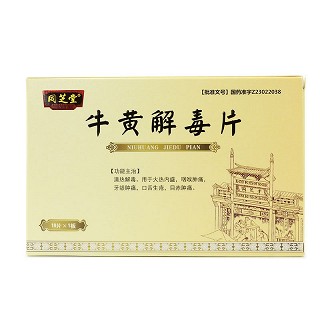 同芝堂
【批准文号】国药准字Z23022038
牛黄解毒片
NIUHUANG JIEDU PIAN
【功能主治】
清热解毒。用于火热内盛，咽喉肿痛，
牙龈肿痛，口舌生疮，目赤肿痛。